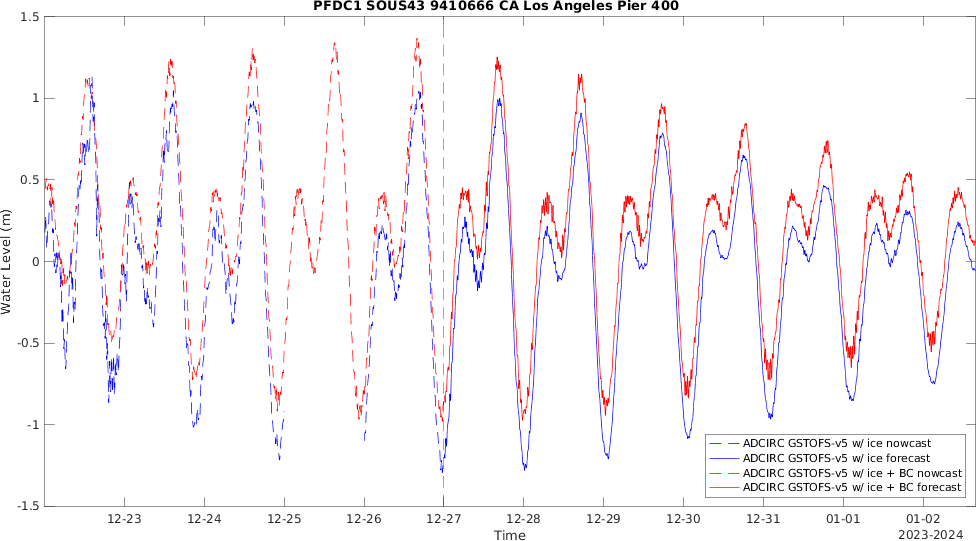 PFDC1 SOUS43 9410666 CA Los Angeles Pier 400
1.5
1
0.5
0
-0.5
-1
-1.5
Water Level (m)
ADCIRC GSTOFS-v5 w/ ice nowcast
ADCIRC GSTOFS-v5 w/ ice forecast
ADCIRC GSTOFS-v5 w/ ice + BC nowcast
ADCIRC GSTOFS-v5 w/ ice + BC forecast
12-23 12-24 12-25 12-26 12-27 12-28 12-29 12-30 12-31 01-01 01-02
Time
2023-2024